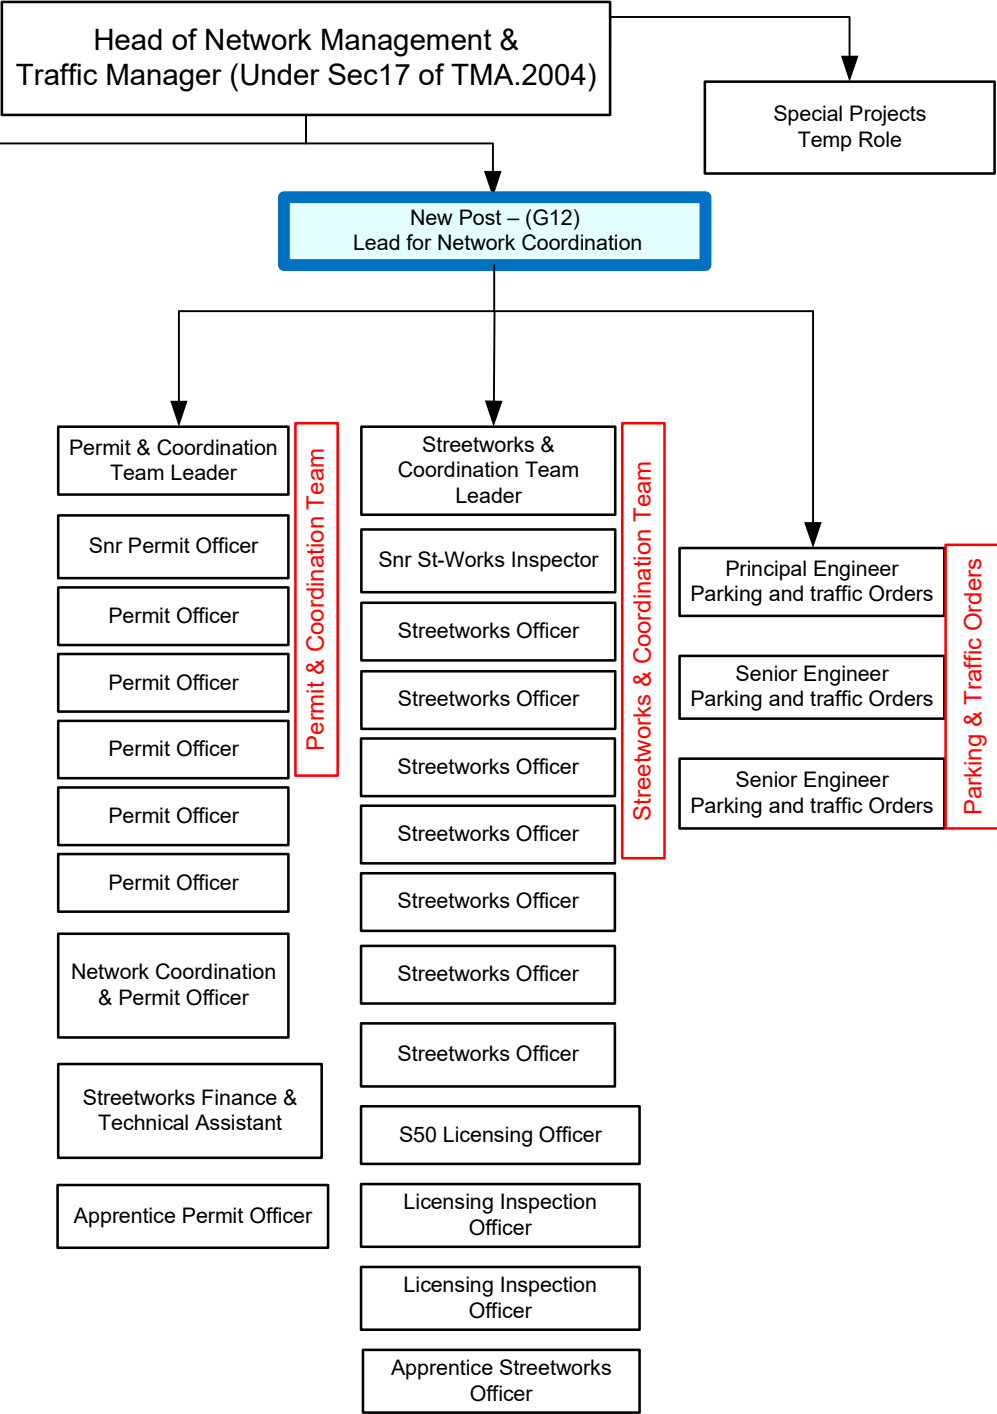 Head of Network Management &
Traffic Manager (Under Sec17 of TMA.2004)
Special Projects
Temp Role
New Post – (G12)
Lead for Network Coordination
Permit & Coordination
Team Leader
Snr Permit Officer
Permit Officer
Permit Officer
Permit Officer
Permit Officer
Permit Officer
Network Coordination
& Permit Officer
Streetworks Finance &
Technical Assistant
Apprentice Permit Officer
Permit & Coordination Team
Streetworks &
Coordination Team
Leader
Snr St-Works Inspector
Streetworks Officer
Streetworks Officer
Streetworks Officer
Streetworks Officer
Streetworks Officer
Streetworks Officer
Streetworks Officer
S50 Licensing Officer
Licensing Inspection
Officer
Licensing Inspection
Officer
Apprentice Streetworks
Officer
Streetworks & Coordination Team
Principal Engineer
Parking and traffic Orders
Senior Engineer
Parking and traffic Orders
Senior Engineer
Parking and traffic Orders
Parking & Traffic Orders